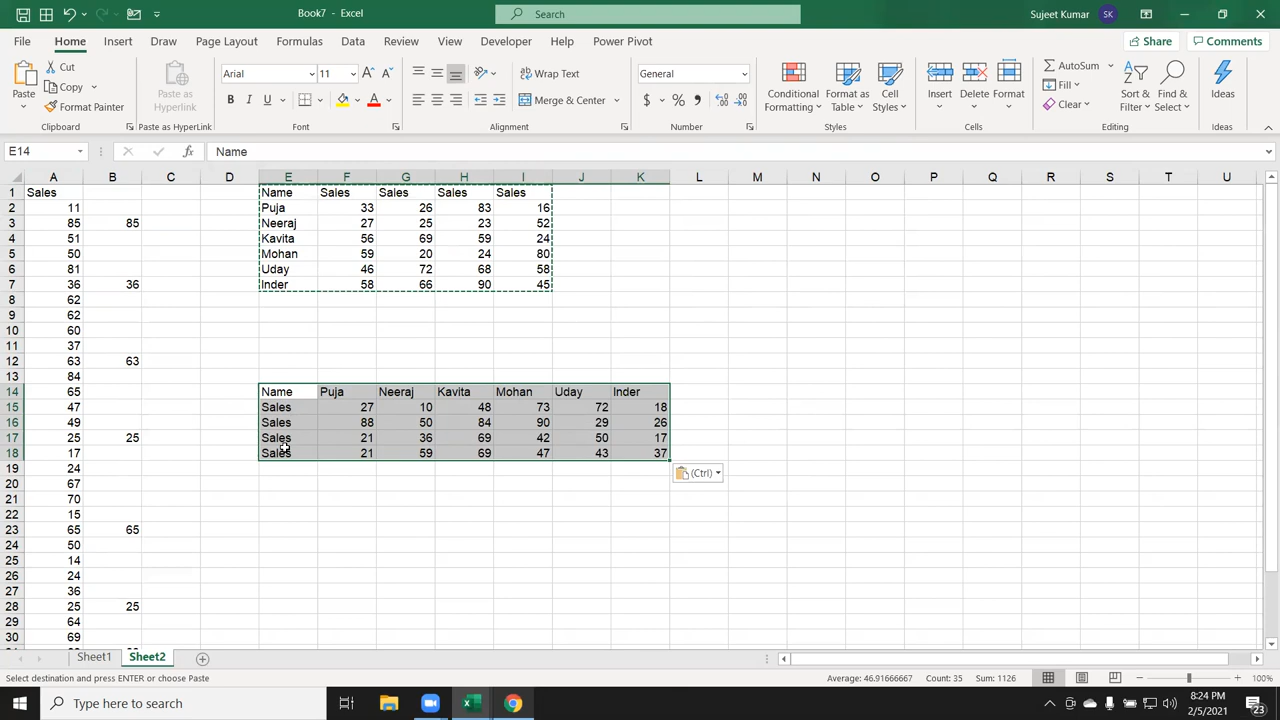 Book7 - Excel
Search
Sujeet Kumar
SK
File Home Insert Draw Page Layout Formulas Data Review View Developer Help Power Pivot
Share Comments
Paste
Cut
Copy
Format Painter
Paste as Hyperlink
Arial 11
B I U
Wrap Text
Merge & Center
General
$ % ,
Conditional Formatting
Format as Table
Cell Styles
Insert
Delete
Format
AutoSum
Fill
Clear
Sort & Filter
Find & Select
Ideas
Clipboard Paste as HyperLink Font Alignment Number Styles Cells Editing Ideas
E14 fx Name
A B C D E F G H I J K L M N O P Q R S T U
1 Sales Name Sales Sales Sales Sales
2 11 Puja 33 26 83 16
3 85 85 Neeraj 27 25 23 52
4 51 Kavita 56 69 59 24
5 50 Mohan 59 20 24 80
6 81 Uday 46 72 68 58
7 36 36 Inder 58 66 90 45
8 62
9 62
10 60
11 37
12 63 63
13 84
14 65 Name Puja Neeraj Kavita Mohan Uday Inder
15 47 Sales 27 10 48 73 72 18
16 49 Sales 88 50 84 90 29 26
17 25 25 Sales 21 36 69 42 50 17
18 17 Sales 21 59 69 47 43 37
19 24
(Ctrl)
20 67
21 70
22 15
23 65 65
24 50
25 14
26 24
27 36
28 25 25
29 64
30 69
Sheet1 Sheet2
Select destination and press ENTER or choose Paste
Average: 46.91666667 Count: 35 Sum: 1126
100%
Type here to search
8:24 PM
2/5/2021
23